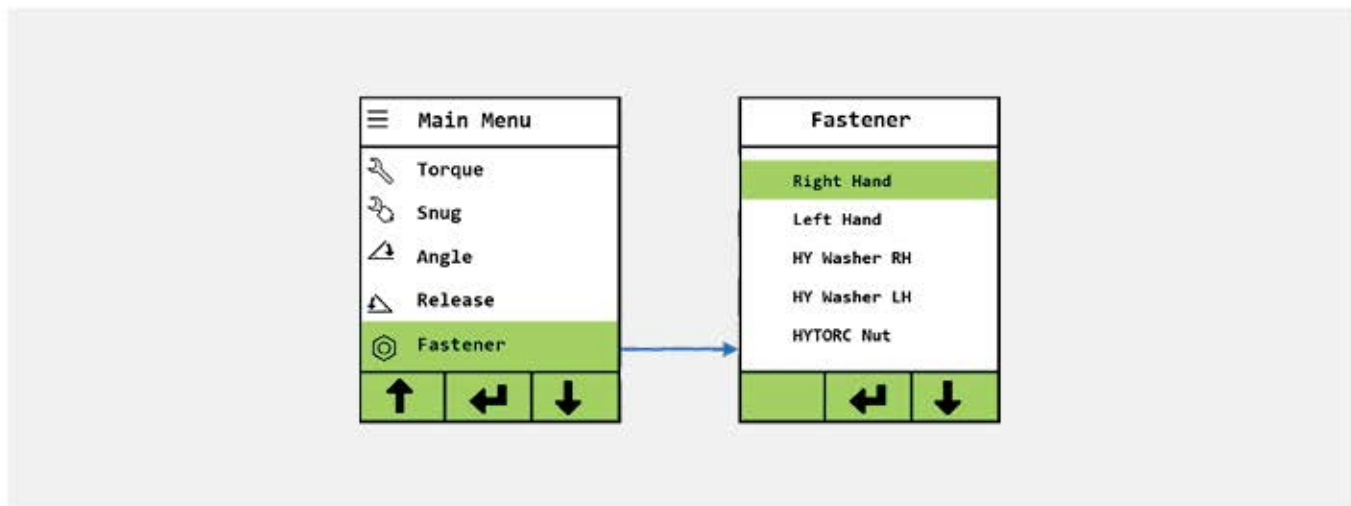 Main Menu
Torque
Snug
Angle
Release
Fastener
Fastener
Right Hand
Left Hand
HY Washer RH
HY Washer LH
HYTORC Nut